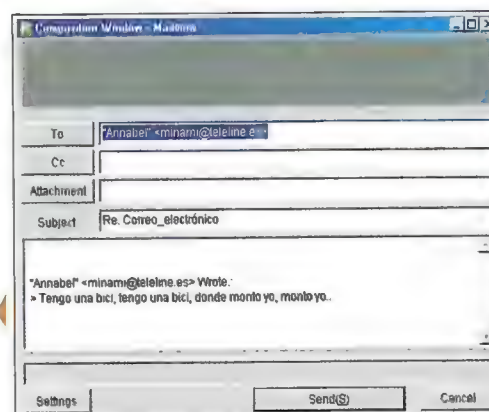 Composition Window - Mashona
To
"Annabel" <minami@teleline.es>
Cc
Attachment
Subject
Re. Correo_electrónico
"Annabel" <minami@teleline.es> Wrote:
> Tengo una bici, tengo una bici, donde monto yo, monto yo..
Settings
Send(S)
Cancel